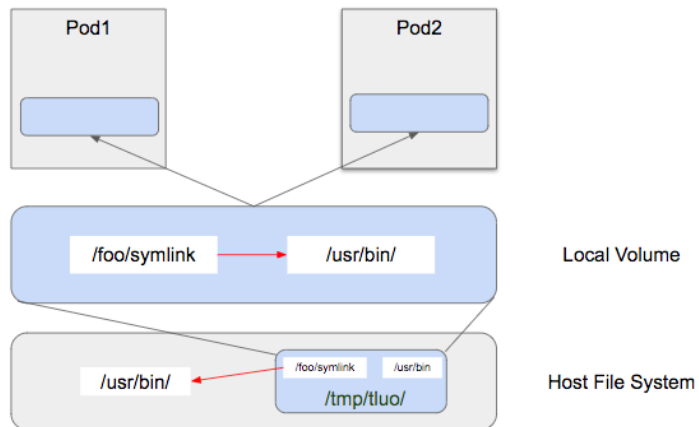 Pod1
Pod2
/foo/symlink
/usr/bin/
Local Volume
/foo/symlink
/usr/bin
/usr/bin/
/tmp/tluo/
Host File System